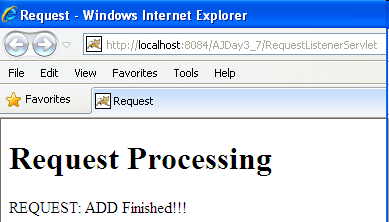 Request - Windows Internet Explorer
http://localhost:8084/AJDay3_7/RequestListenerServlet
File Edit View Favorites Tools Help
Favorites Request
Request Processing
REQUEST: ADD Finished!!!